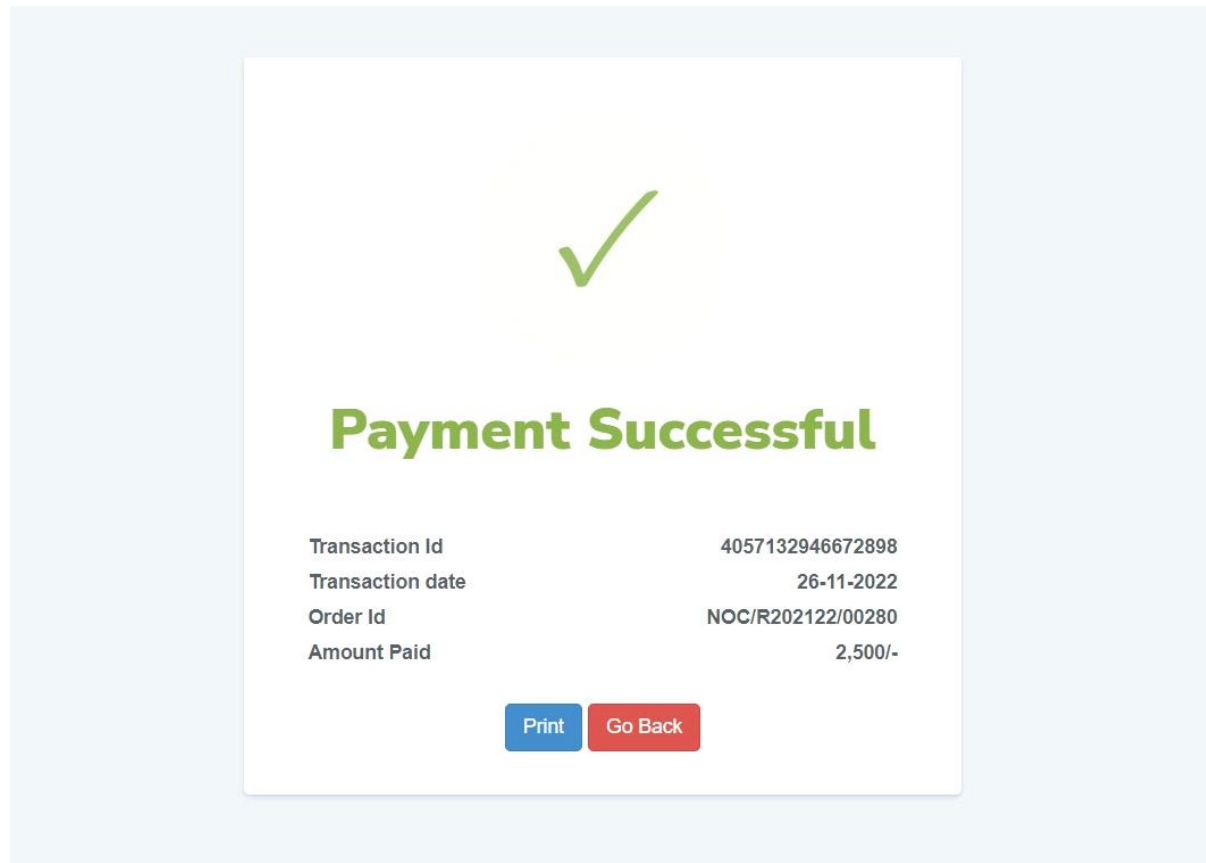 Payment Successful
Transaction Id 4057132946672898
Transaction date 26-11-2022
Order Id NOC/R202122/00280
Amount Paid 2,500/-
Print Go Back